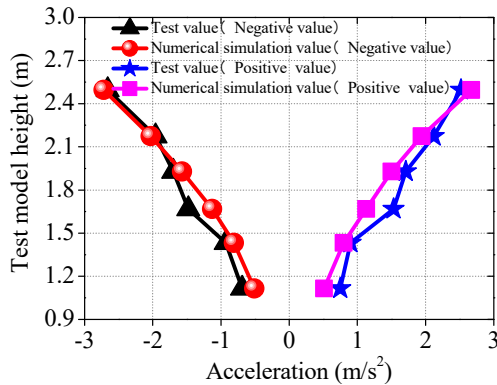 3.0
2.7
2.4
2.1
1.8
1.5
1.2
0.9
Test model height (m)
Test value( Negative value)
Numerical simulation value( Negative value)
Test value( Positive value)
Numerical simulation value( Positive value)
-3 -2 -1 0 1 2 3
Acceleration (m/s²)